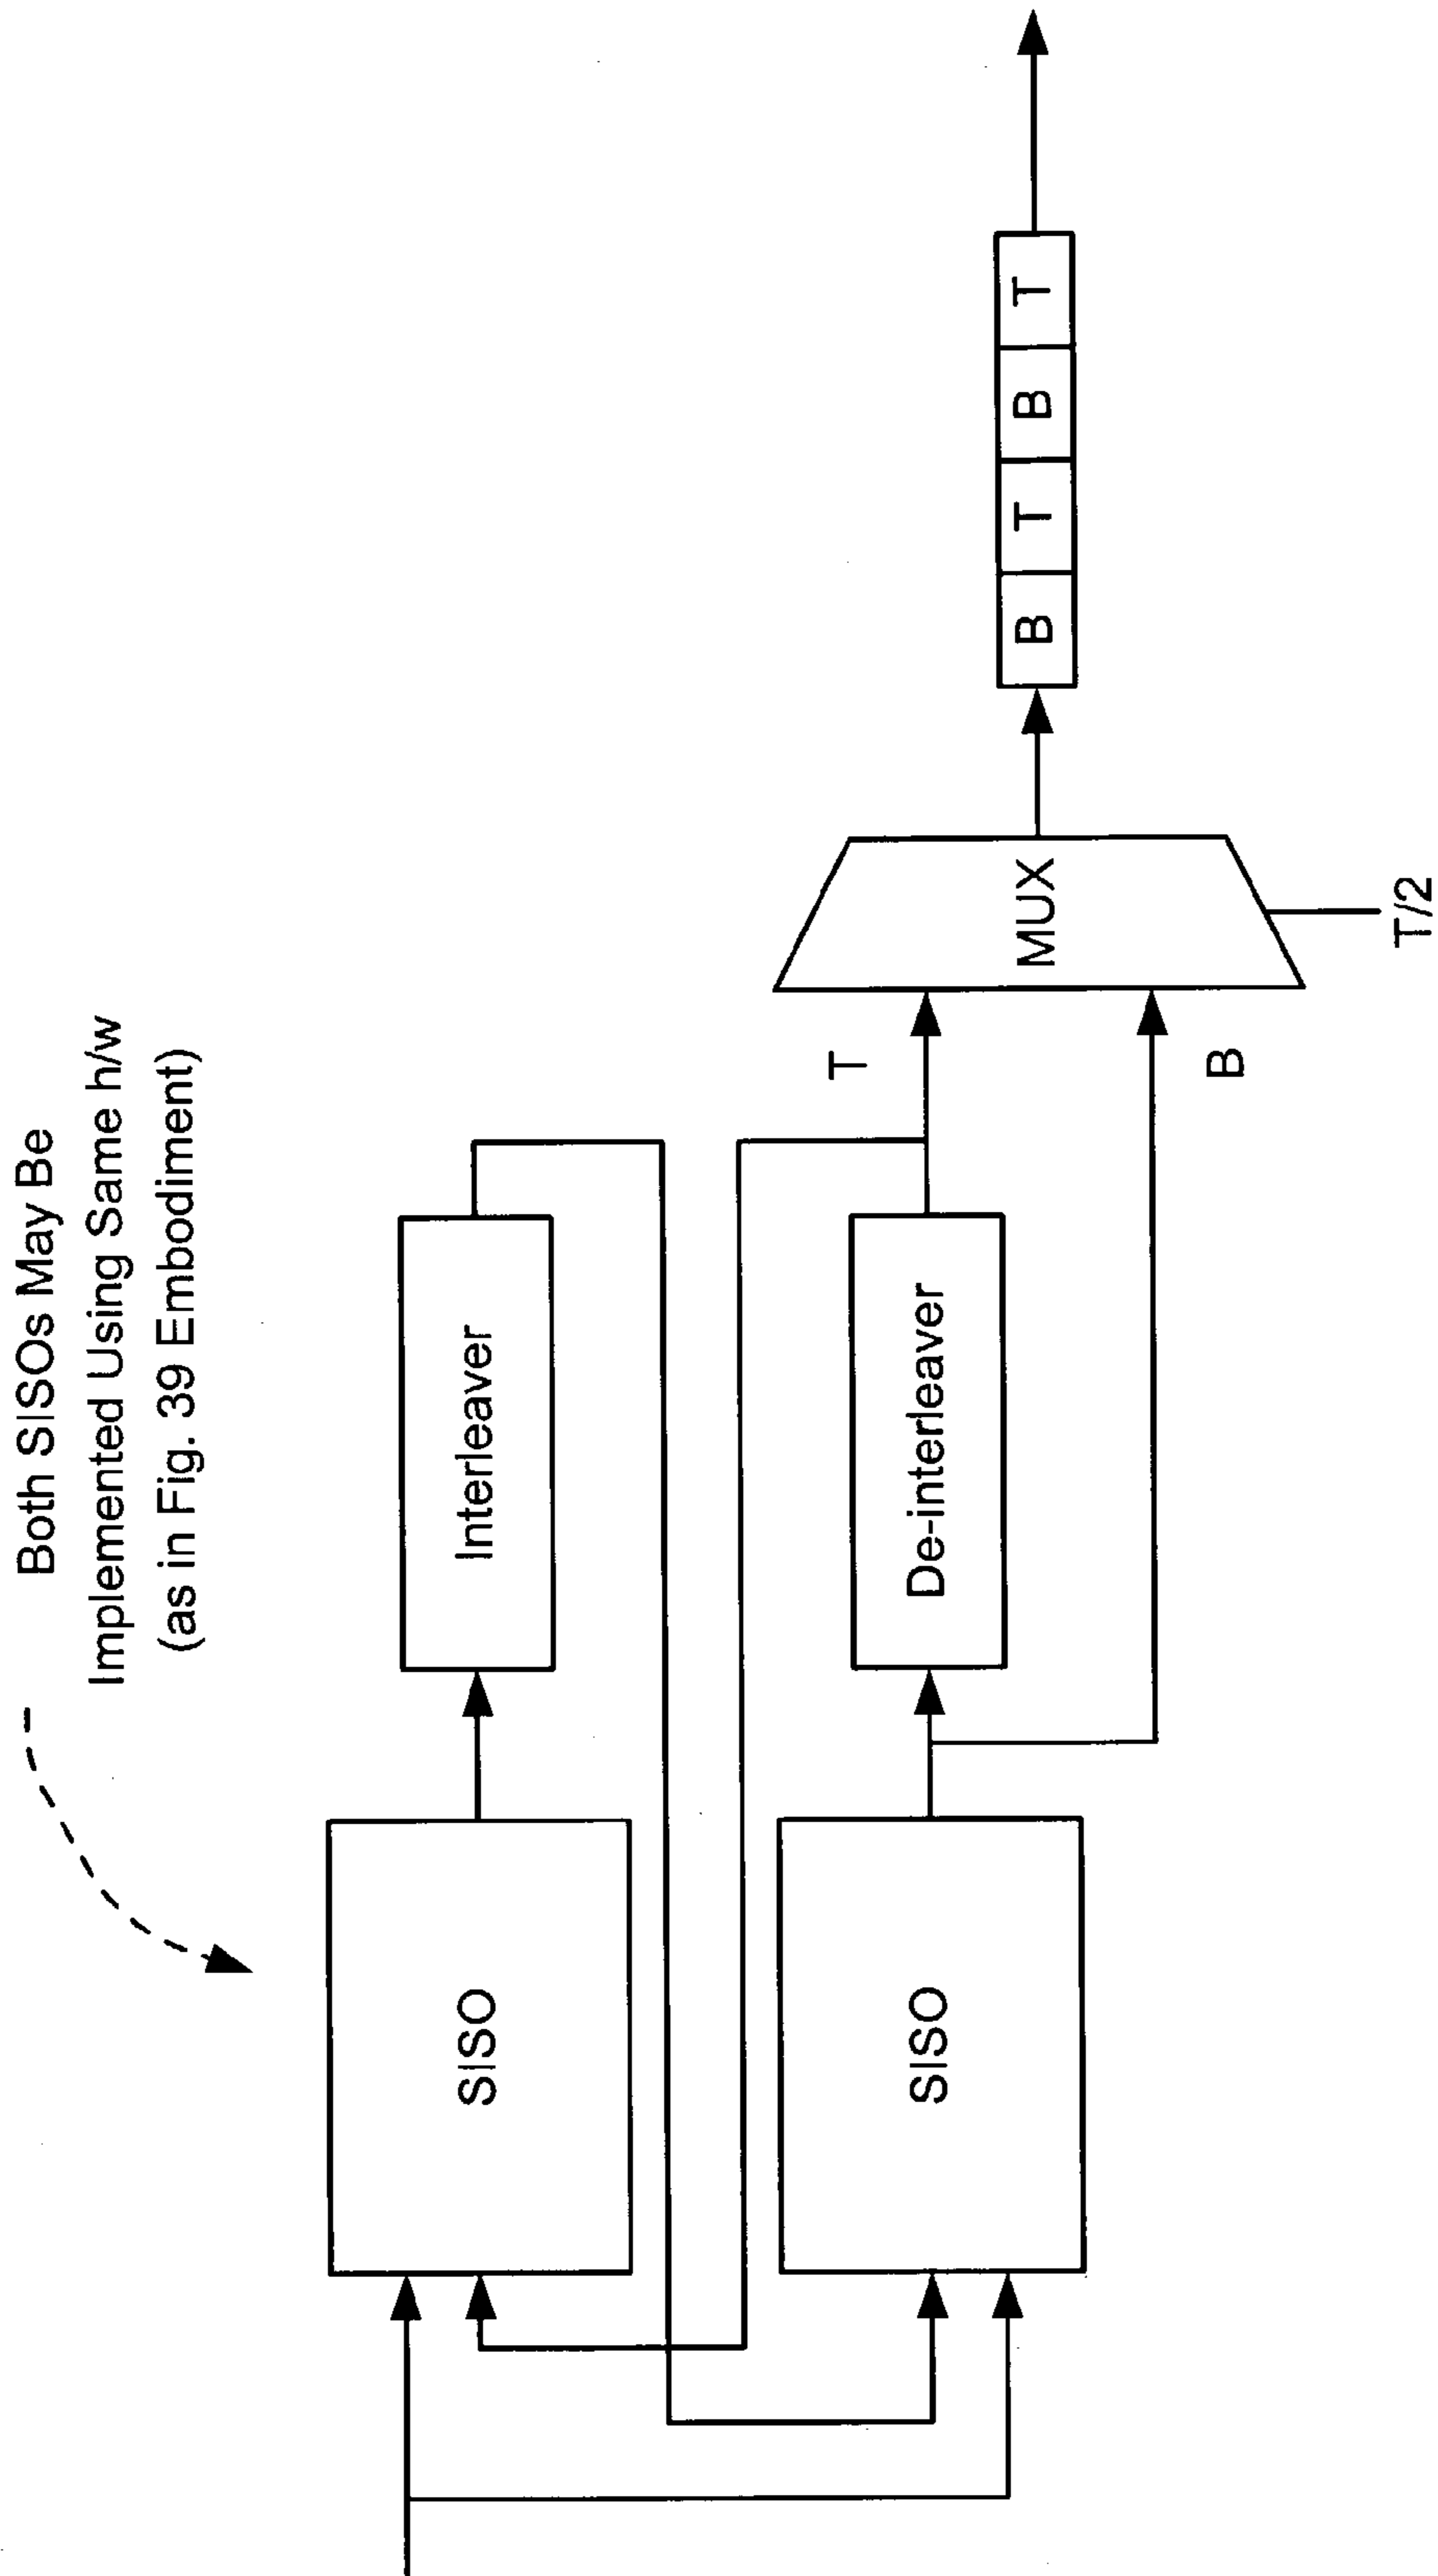 Both SISOs May Be
Implemented Using Same h/w
(as in Fig. 39 Embodiment)
SISO
Interleaver
SISO
De-interleaver
T
B
MUX
T/2
B T B T